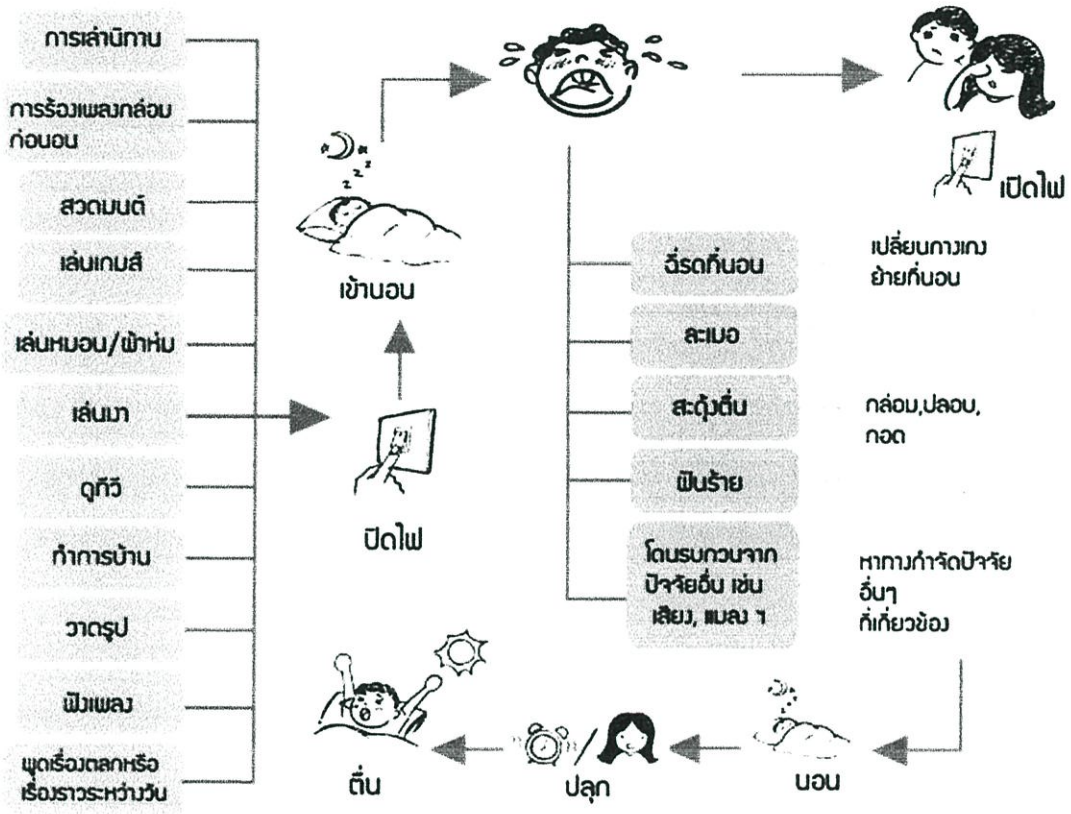 การเล่านิทาน
การร้องเพลงกล่อม
ก่อนอน
สวดมนต์
เล่นเกมส์
เล่นหมอน/ผ้าห่ม
เล่นเงา
ดูทีวี
ทำการบ้าน
วาดรูป
ฟังเพลง
พูดเรื่องตลกหรือ
เรื่องราวระหว่างวัน
ปิดไฟ
เข้านอน
เปิดไฟ
ฉี่รดที่นอน
เปลี่ยนกางเกง
ย้ายที่นอน
ละเมอ
สะดุ้งตื่น
กล่อม,ปลอบ,
กอด
ฝันร้าย
โดนรบกวนจาก
ปัจจัยอื่น เช่น
เสียง, แมลง ฯ
หาทางกำจัดปัจจัย
อื่นๆ
ที่เกี่ยวข้อง
นอน
ปลุก
ตื่น